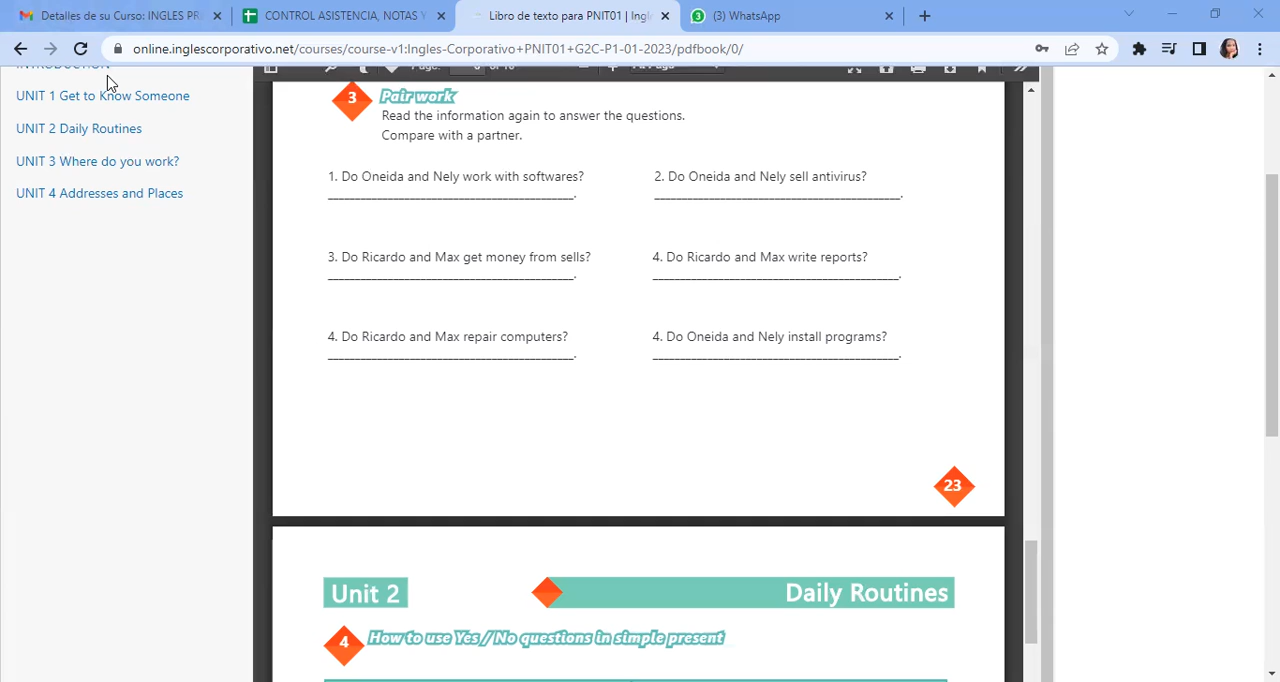 Detalles de su Curso: INGLES PR
CONTROL ASISTENCIA, NOTAS Y
Libro de texto para PNIT01 | Ingl
(3) WhatsApp
online.inglescorporativo.net/courses/course-v1:Ingles-Corporativo+PNIT01+G2C-P1-01-2023/pdfbook/0/
INTRODUCTION
UNIT 1 Get to Know Someone
UNIT 2 Daily Routines
UNIT 3 Where do you work?
UNIT 4 Addresses and Places
Page:
3 Pair work
Read the information again to answer the questions.
Compare with a partner.
1. Do Oneida and Nely work with softwares?
2. Do Oneida and Nely sell antivirus?
3. Do Ricardo and Max get money from sells?
4. Do Ricardo and Max write reports?
4. Do Ricardo and Max repair computers?
4. Do Oneida and Nely install programs?
23
Unit 2
Daily Routines
4 How to use Yes/No questions in simple present